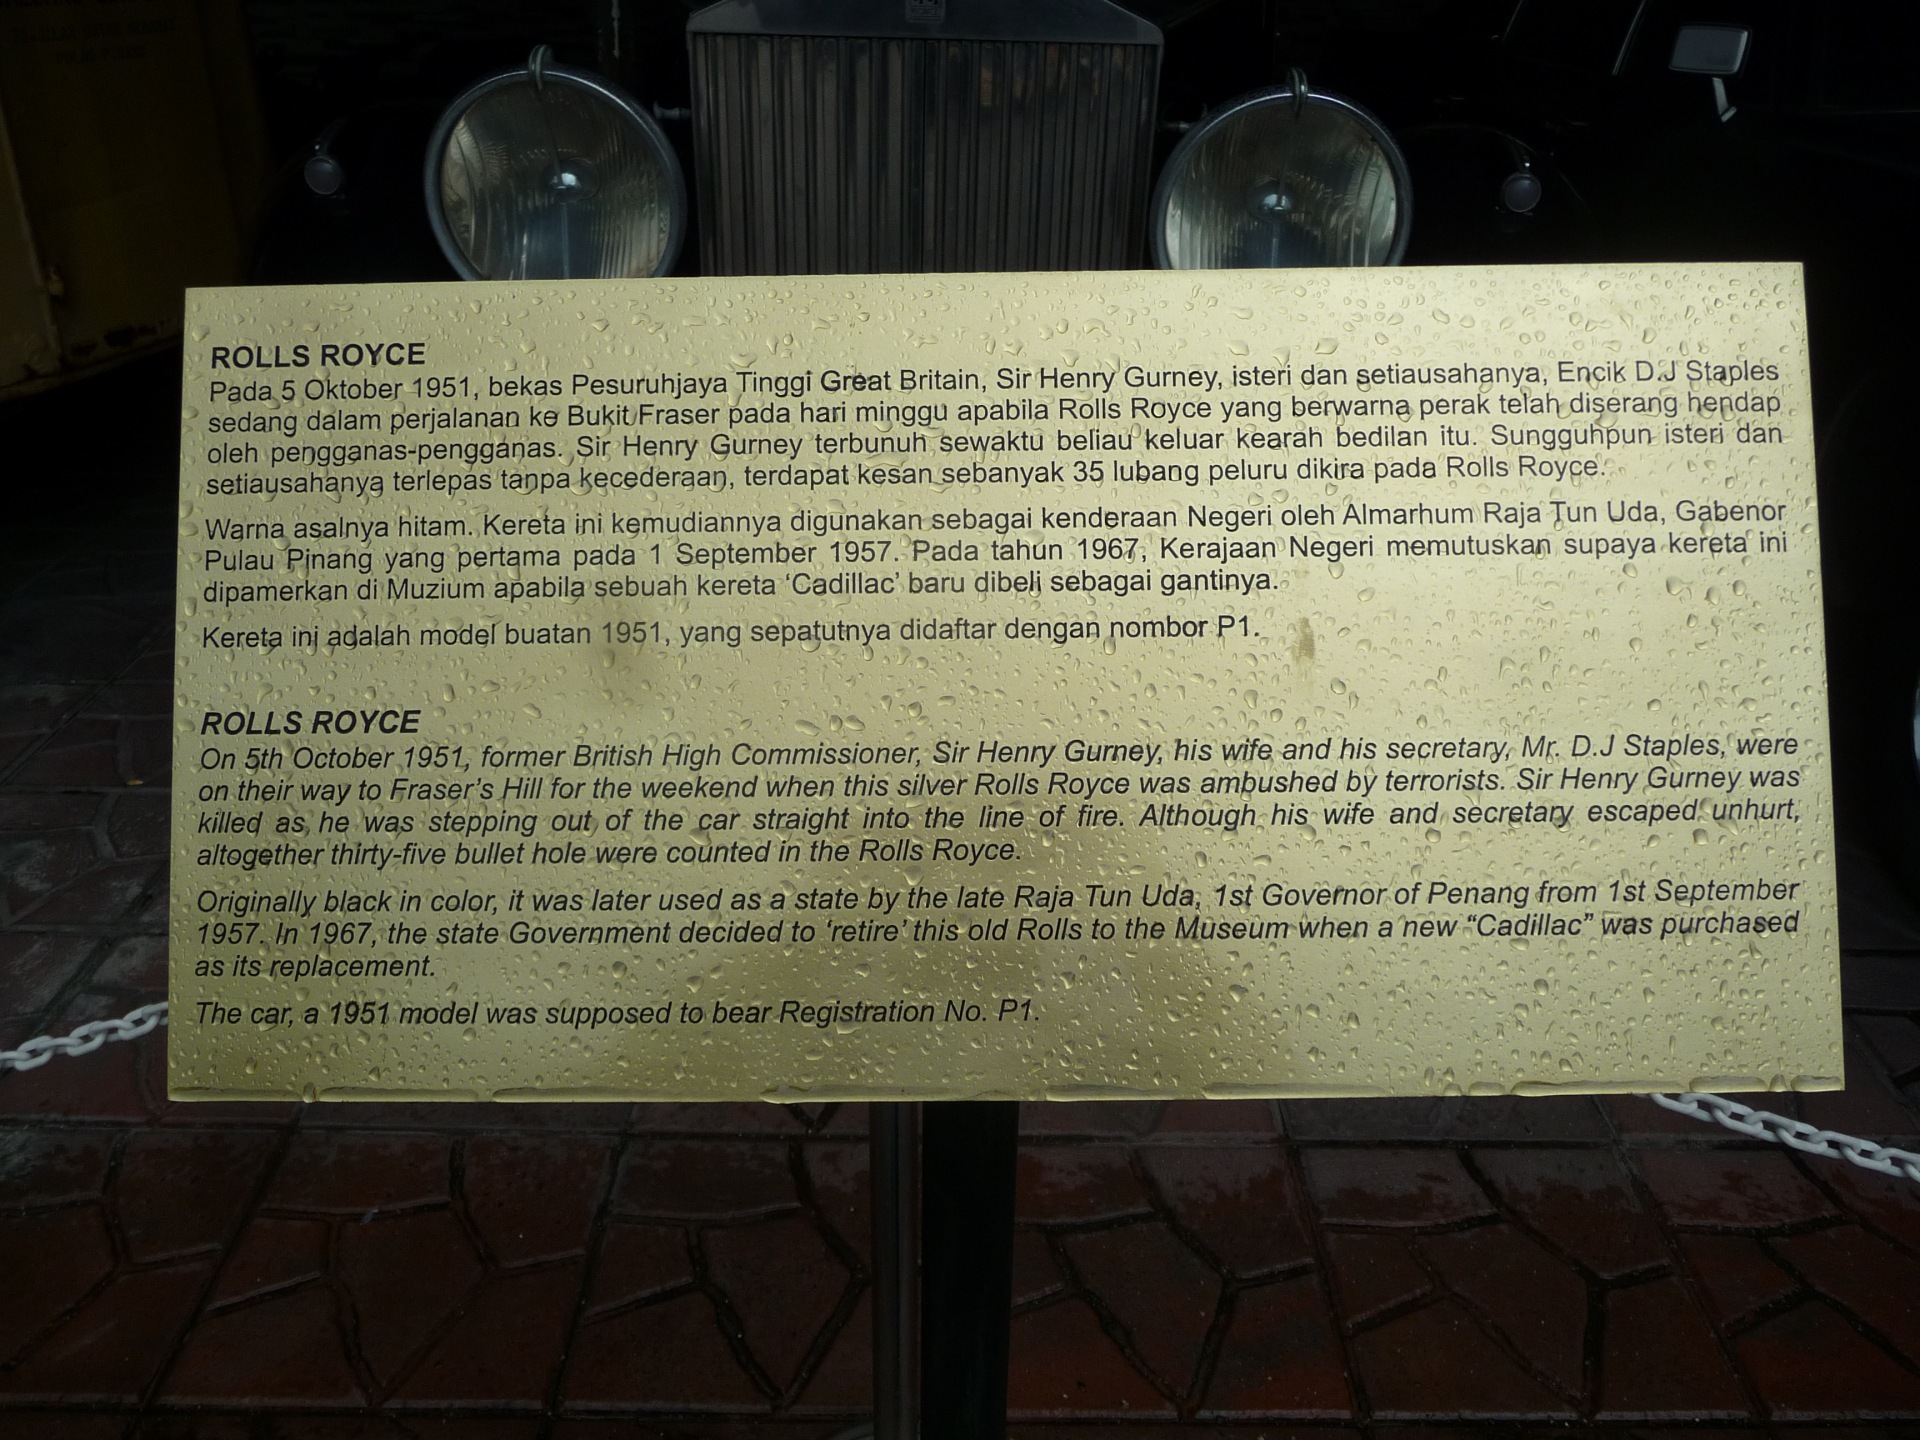 ROLLS ROYCE
Pada 5 Oktober 1951, bekas Pesuruhjaya Tinggi Great Britain, Sir Henry Gurney, isteri dan setiausahanya, Encik D.J Staples
sedang dalam perjalanan ke Bukit Fraser pada hari minggu apabila Rolls Royce yang berwarna perak telah diserang hendap
oleh pengganas-pengganas. Sir Henry Gurney terbunuh sewaktu beliau keluar kearah bedilan itu. Sungguhpun isteri dan
setiausahanya terlepas tanpa kecederaan, terdapat kesan sebanyak 35 lubang peluru dikira pada Rolls Royce.
Warna asalnya hitam. Kereta ini kemudiannya digunakan sebagai kenderaan Negeri oleh Almarhum Raja Tun Uda, Gabenor
Pulau Pinang yang pertama pada 1 September 1957. Pada tahun 1967, Kerajaan Negeri memutuskan supaya kereta ini
dipamerkan di Muzium apabila sebuah kereta ‘Cadillac’ baru dibeli sebagai gantinya.
Kereta ini adalah model buatan 1951, yang sepatutnya didaftar dengan nombor P1.
ROLLS ROYCE
On 5th October 1951, former British High Commissioner, Sir Henry Gurney, his wife and his secretary, Mr. D.J Staples, were
on their way to Fraser’s Hill for the weekend when this silver Rolls Royce was ambushed by terrorists. Sir Henry Gurney was
killed as he was stepping out of the car straight into the line of fire. Although his wife and secretary escaped unhurt,
altogether thirty-five bullet hole were counted in the Rolls Royce.
Originally black in color, it was later used as a state by the late Raja Tun Uda, 1st Governor of Penang from 1st September
1957. In 1967, the state Government decided to ‘retire’ this old Rolls to the Museum when a new “Cadillac” was purchased
as its replacement.
The car, a 1951 model was supposed to bear Registration No. P1.